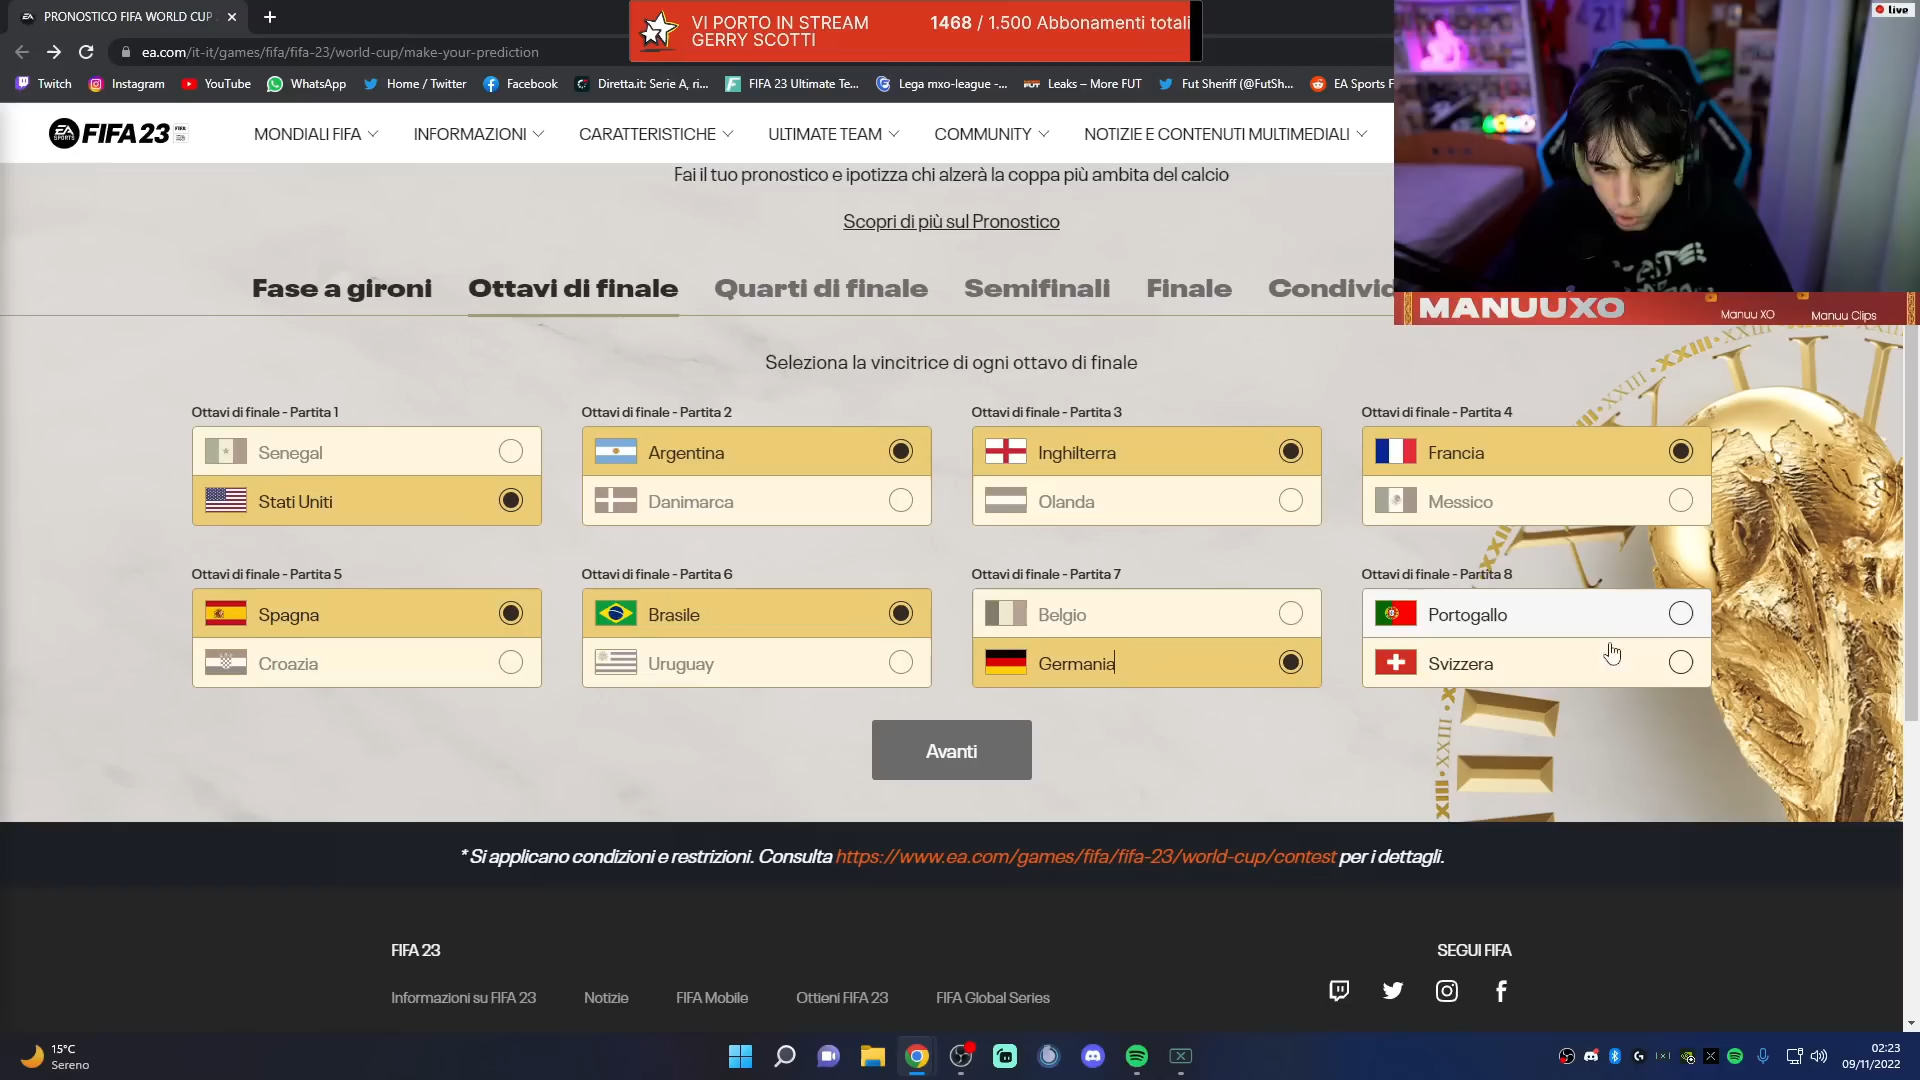 PRONOSTICO FIFA WORLD CUP
VI PORTO IN STREAM
GERRY SCOTTI
1468 / 1.500 Abbonamenti totali
live
ea.com/it-it/games/fifa/fifa-23/world-cup/make-your-prediction
Twitch
Instagram
YouTube
WhatsApp
Home / Twitter
Facebook
Diretta.it: Serie A, ri...
FIFA 23 Ultimate Te...
Lega mxo-league -...
Leaks – More FUT
Fut Sheriff (@FutSh...
EA Sports F
EA SPORTS FIFA 23
MONDIALI FIFA
INFORMAZIONI
CARATTERISTICHE
ULTIMATE TEAM
COMMUNITY
NOTIZIE E CONTENUTI MULTIMEDIALI
Fai il tuo pronostico e ipotizza chi alzerà la coppa più ambita del calcio
Scopri di più sul Pronostico
MANUUXO
Manuu XO
Manuu Clips
Fase a gironi
Ottavi di finale
Quarti di finale
Semifinali
Finale
Condivid
Seleziona la vincitrice di ogni ottavo di finale
Ottavi di finale - Partita 1
Senegal
Stati Uniti
Ottavi di finale - Partita 2
Argentina
Danimarca
Ottavi di finale - Partita 3
Inghilterra
Olanda
Ottavi di finale - Partita 4
Francia
Messico
Ottavi di finale - Partita 5
Spagna
Croazia
Ottavi di finale - Partita 6
Brasile
Uruguay
Ottavi di finale - Partita 7
Belgio
Germania
Ottavi di finale - Partita 8
Portogallo
Svizzera
Avanti
* Si applicano condizioni e restrizioni. Consulta https://www.ea.com/games/fifa/fifa-23/world-cup/contest per i dettagli.
FIFA 23
SEGUI FIFA
Informazioni su FIFA 23
Notizie
FIFA Mobile
Ottieni FIFA 23
FIFA Global Series
15°C
Sereno
02:23
09/11/2022